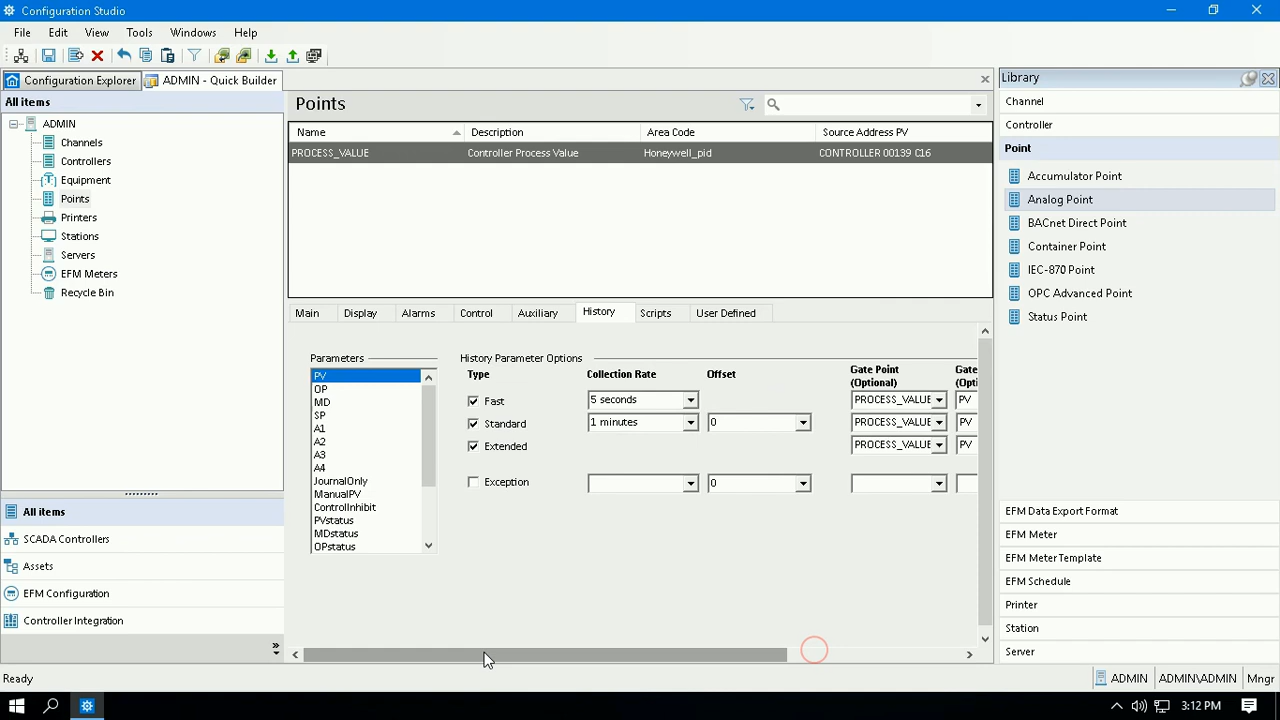 Configuration Studio
File Edit View Tools Windows Help
Configuration Explorer ADMIN - Quick Builder
All items
ADMIN
Channels
Controllers
Equipment
Points
Printers
Stations
Servers
EFM Meters
Recycle Bin
All items
SCADA Controllers
Assets
EFM Configuration
Controller Integration
Points
Name Description Area Code Source Address PV
PROCESS_VALUE Controller Process Value Honeywell_pid CONTROLLER 00139 C16
Main Display Alarms Control Auxiliary History Scripts User Defined
Parameters
PV
OP
MD
SP
A1
A2
A3
A4
JournalOnly
ManualPV
ControlInhibit
PVstatus
MDstatus
OPstatus
History Parameter Options
Type Collection Rate Offset Gate Point (Optional) Gate (Opti
Fast 5 seconds PROCESS_VALUE PV
Standard 1 minutes 0 PROCESS_VALUE PV
Extended PROCESS_VALUE PV
Exception 0
Library
Channel
Controller
Point
Accumulator Point
Analog Point
BACnet Direct Point
Container Point
IEC-870 Point
OPC Advanced Point
Status Point
EFM Data Export Format
EFM Meter
EFM Meter Template
EFM Schedule
Printer
Station
Server
Ready ADMIN ADMIN\ADMIN Mngr
3:12 PM